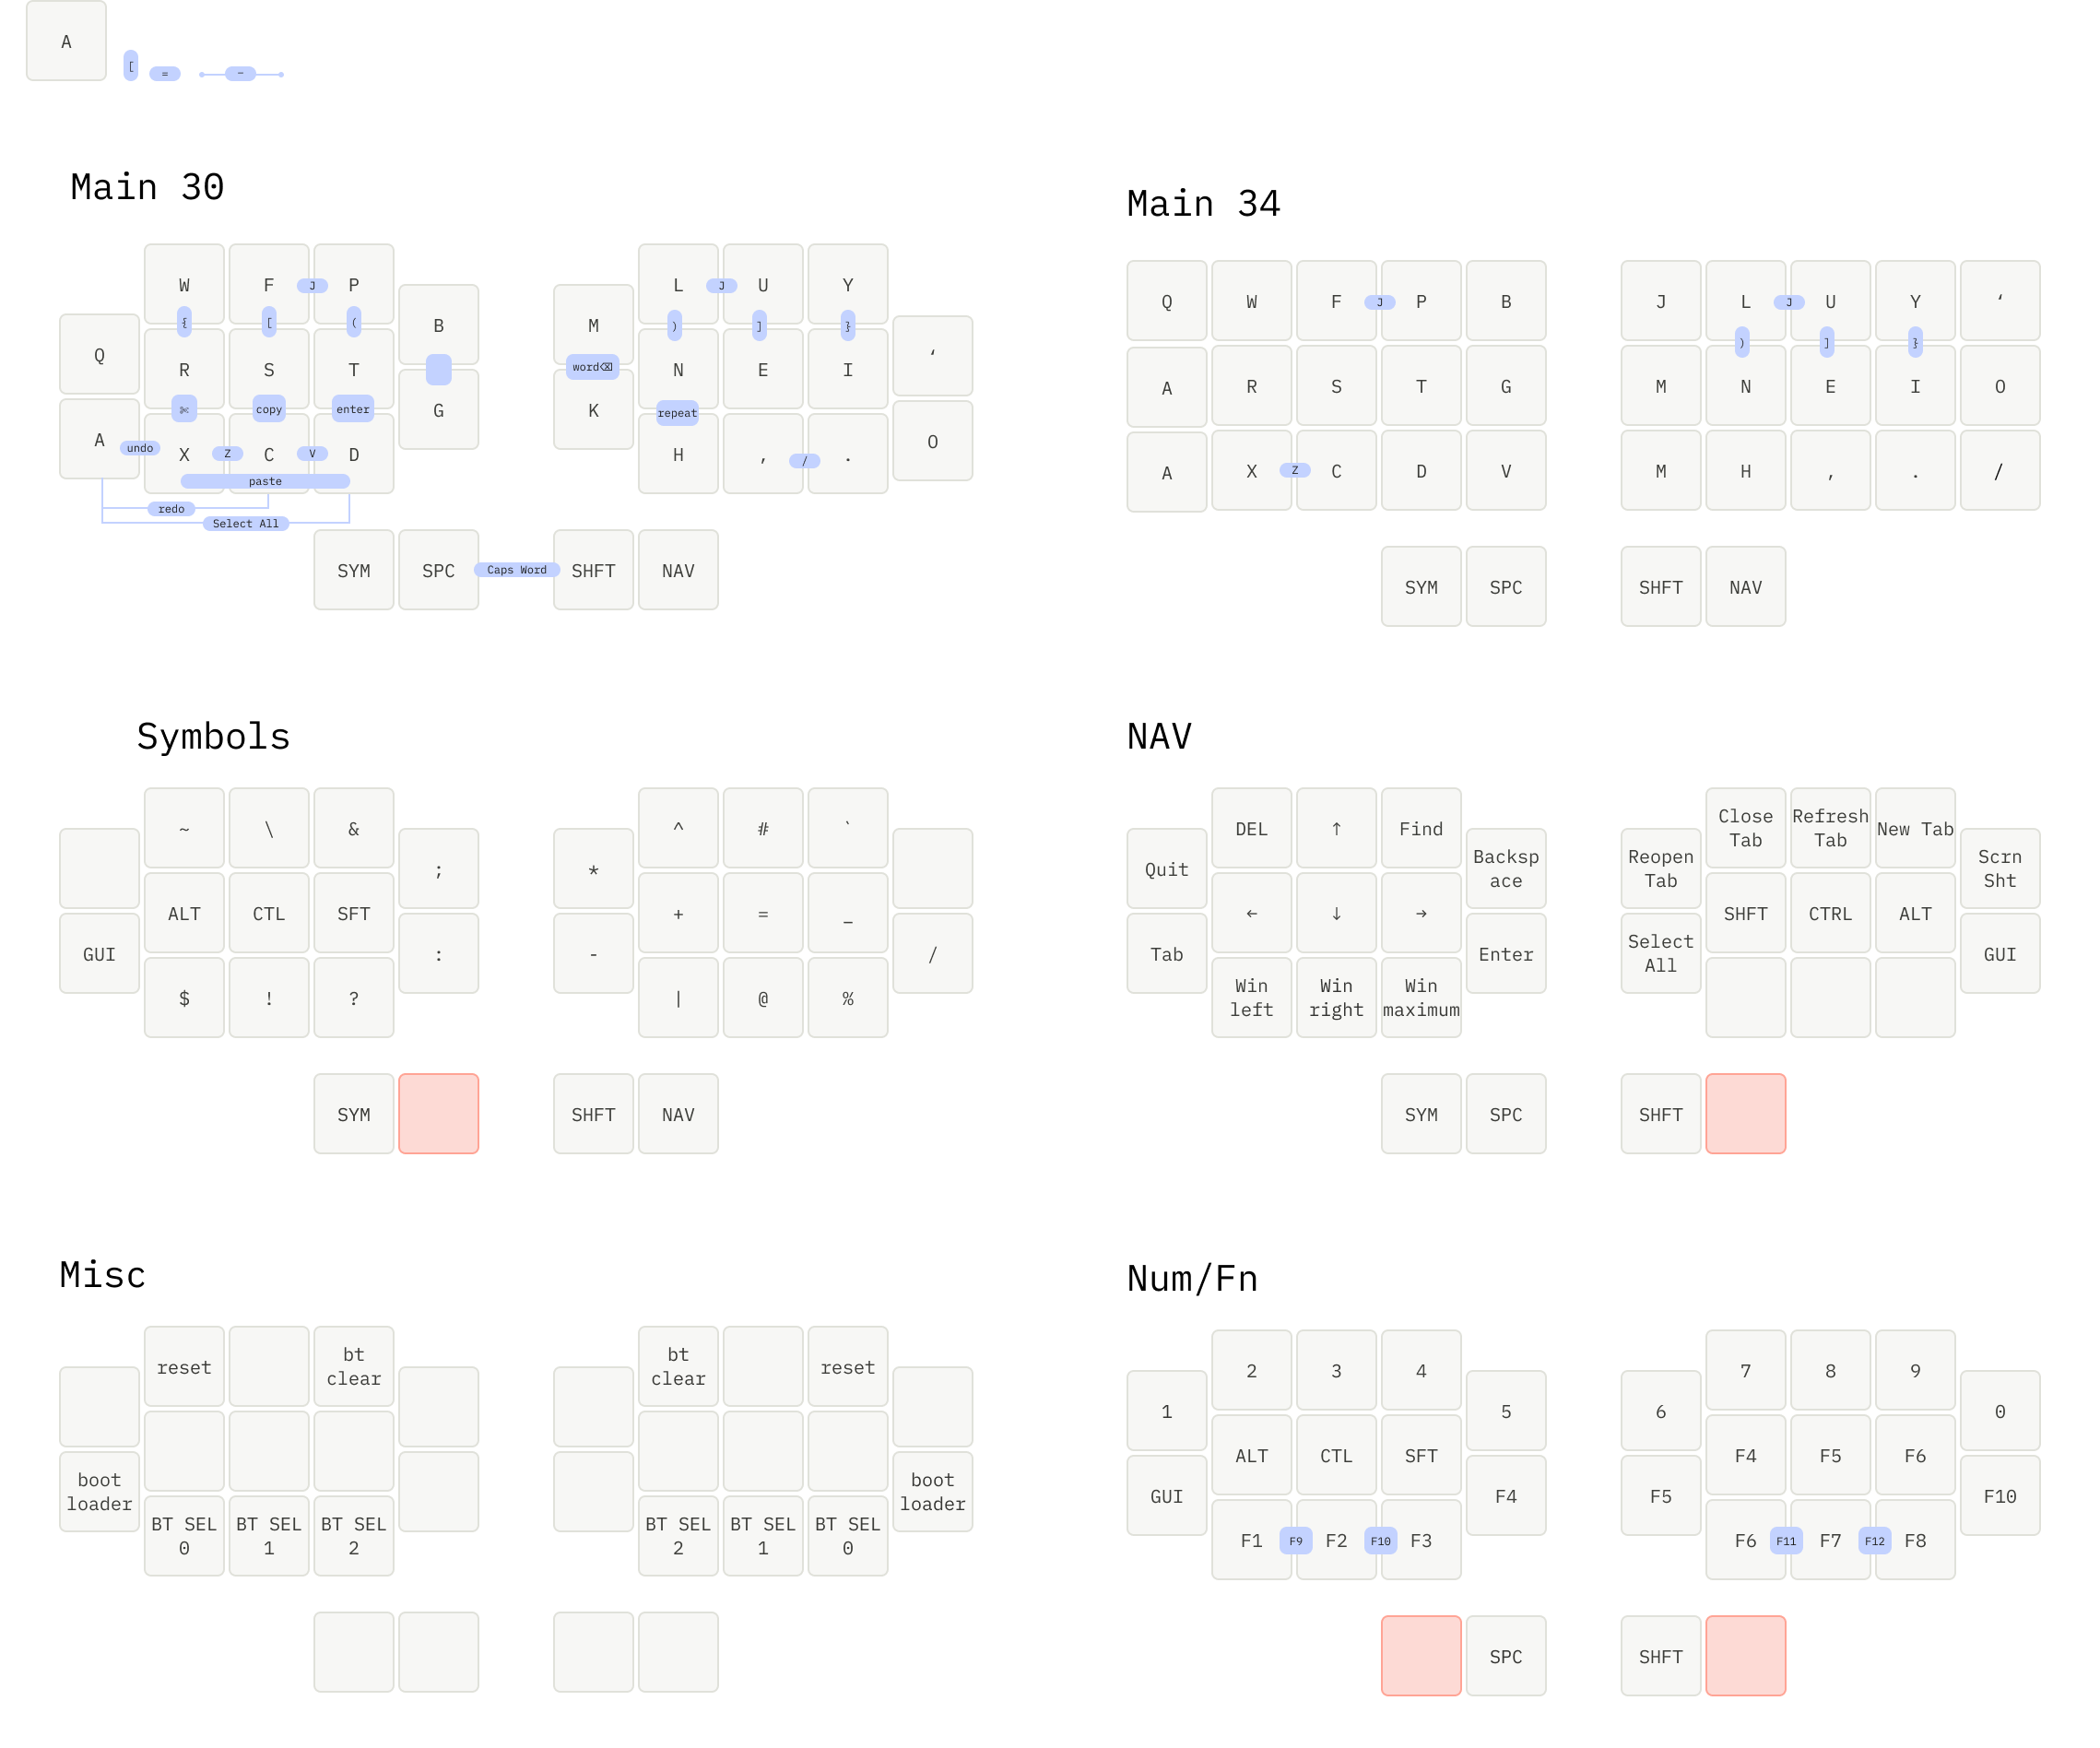 A
[ = -
Main 30
W F J P
{ [ (
Q R S T B
✄ copy enter
A undo X Z C V D G
paste
redo
Select All
L J U Y
) ] }
M N E I ‘
word⌫ repeat
K H , / . O
SYM SPC Caps Word SHFT NAV
Main 34
Q W F J P B J L J U Y ‘
) ] }
A R S T G M N E I O
A X Z C D V M H , . /
SYM SPC SHFT NAV
Symbols
~ \ & ^ # `
; *
ALT CTL SFT + = _
GUI : - /
$ ! ? | @ %
SYM SHFT NAV
NAV
DEL ↑ Find Close Tab Refresh Tab New Tab
Quit Backsp ace Reopen Tab Scrn Sht
← ↓ → SHFT CTRL ALT
Tab Enter Select All GUI
Win left Win right Win maximum
SYM SPC SHFT
Misc
reset bt clear bt clear reset
boot loader boot loader
BT SEL 0 BT SEL 1 BT SEL 2 BT SEL 2 BT SEL 1 BT SEL 0
Num/Fn
2 3 4 7 8 9
1 5 6 0
ALT CTL SFT F4 F5 F6
GUI F4 F5 F10
F1 F9 F2 F10 F3 F6 F11 F7 F12 F8
SPC SHFT